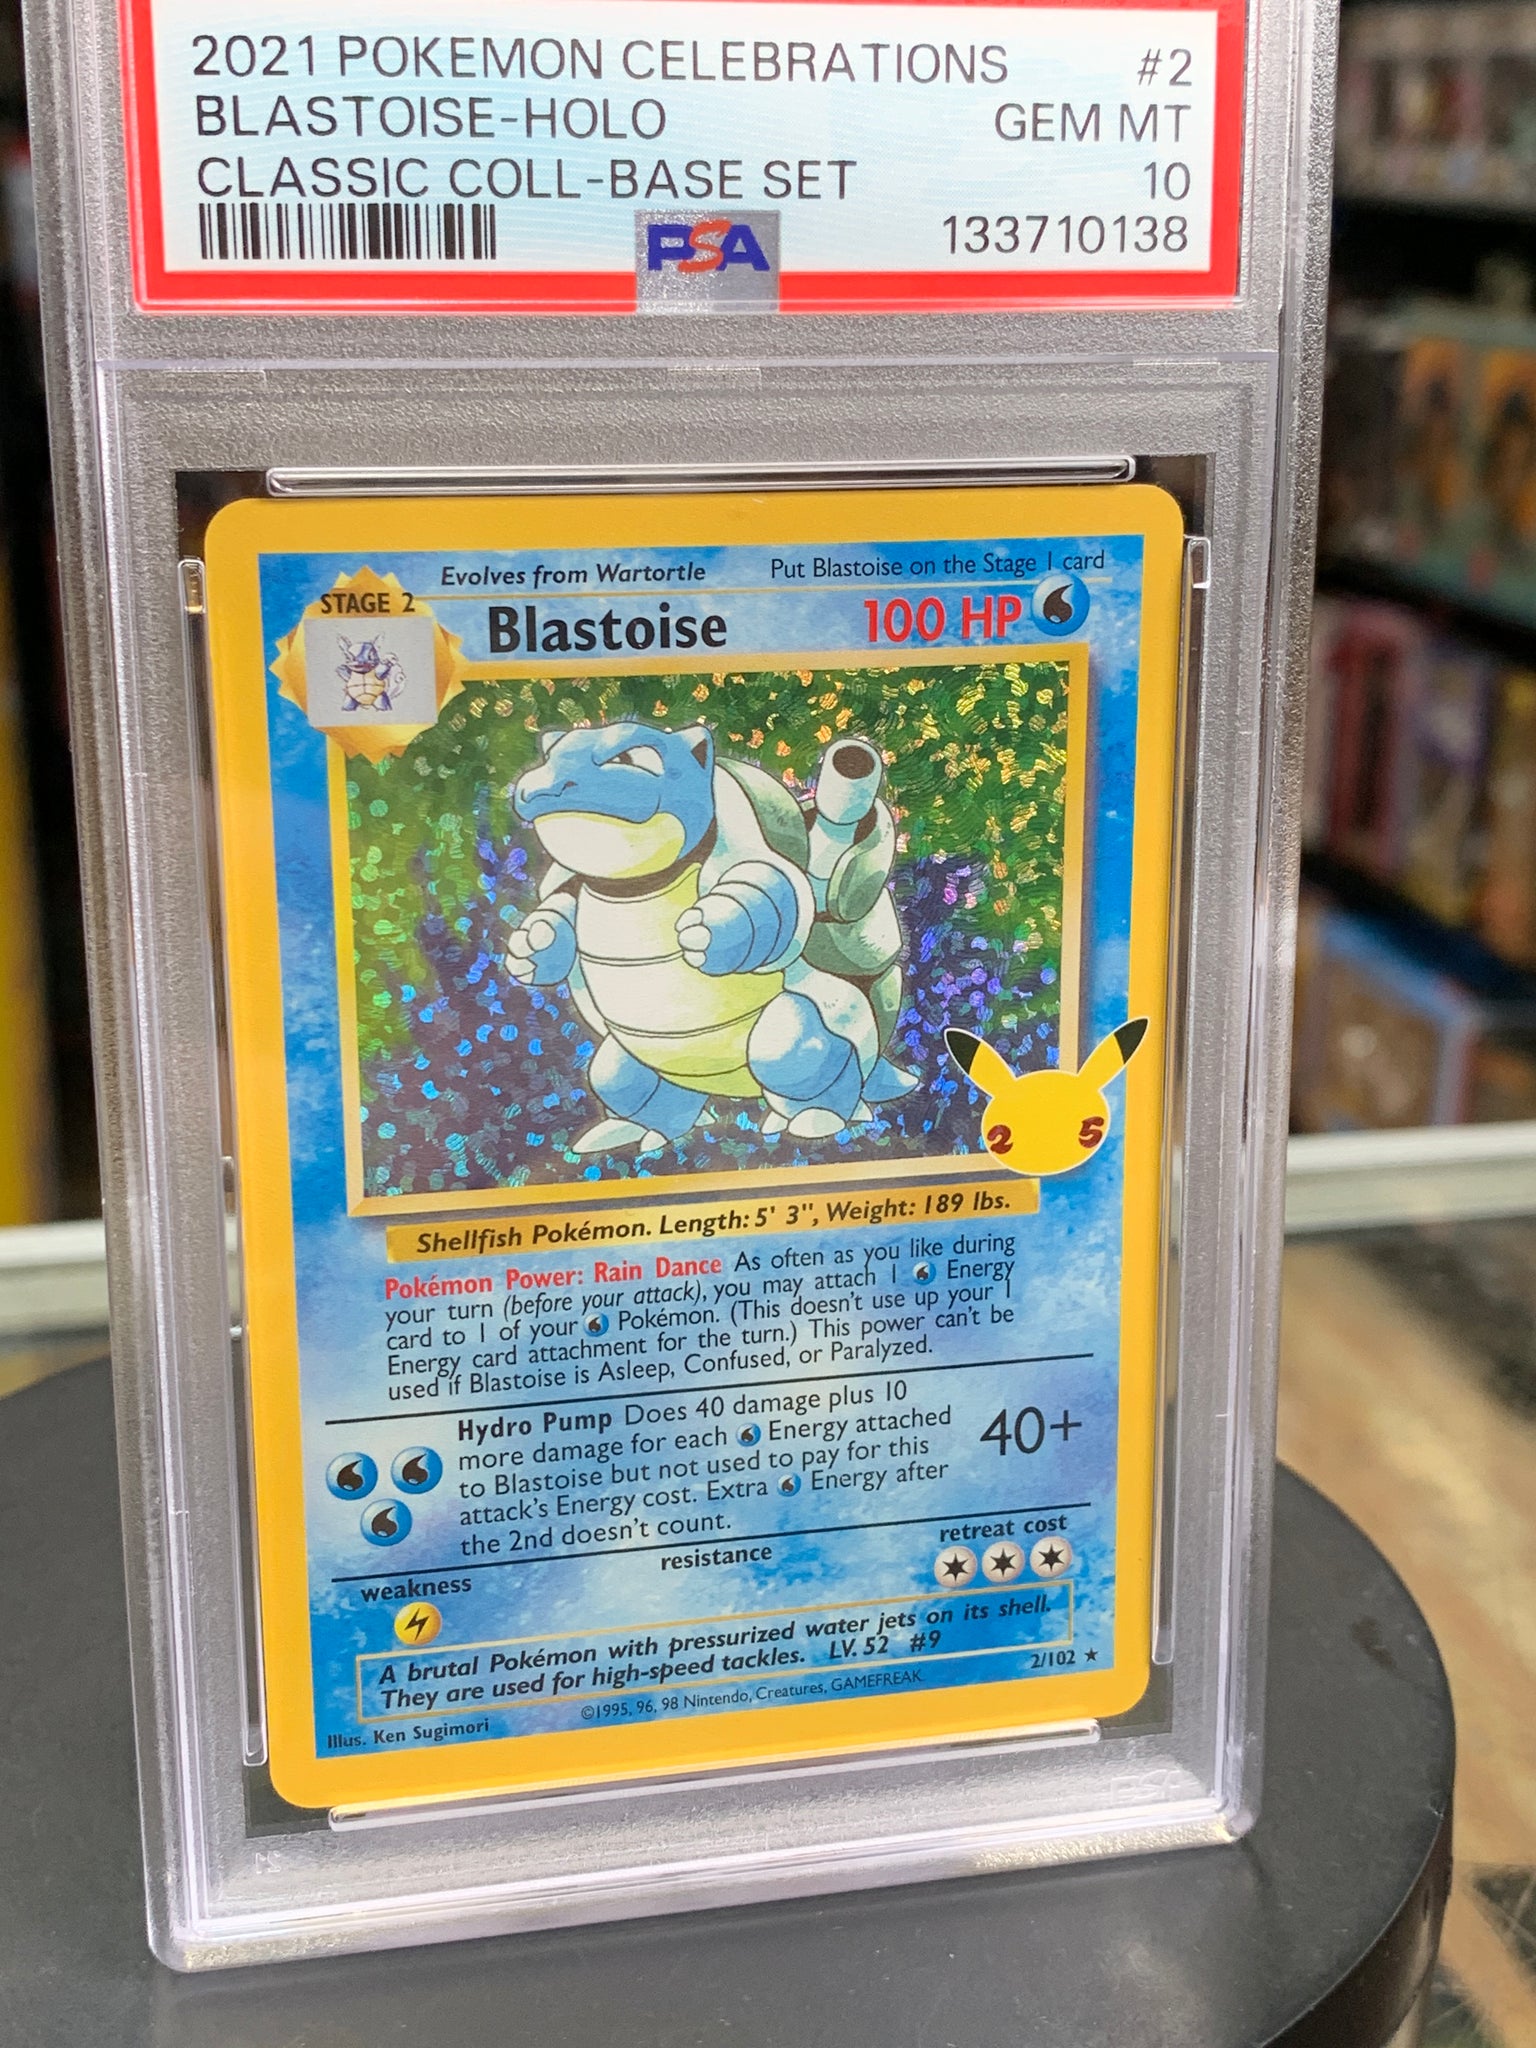 2021 POKEMON CELEBRATIONS #2
BLASTOISE-HOLO GEM MT
CLASSIC COLL-BASE SET 10
PSA 133710138
Evolves from Wartortle Put Blastoise on the Stage 1 card
STAGE 2
Blastoise 100 HP
2 5
Shellfish Pokémon. Length: 5' 3", Weight: 189 lbs.
Pokémon Power: Rain Dance As often as you like during
your turn (before your attack), you may attach 1 Energy
card to 1 of your Pokémon. (This doesn't use up your 1
Energy card attachment for the turn.) This power can't be
used if Blastoise is Asleep, Confused, or Paralyzed.
Hydro Pump Does 40 damage plus 10
more damage for each Energy attached
to Blastoise but not used to pay for this
attack's Energy cost. Extra Energy after
the 2nd doesn't count.
40+
weakness resistance retreat cost
A brutal Pokémon with pressurized water jets on its shell.
They are used for high-speed tackles. LV. 52 #9
Illus. Ken Sugimori ©1995, 96, 98 Nintendo, Creatures, GAMEFREAK. 2/102 ★
PSA